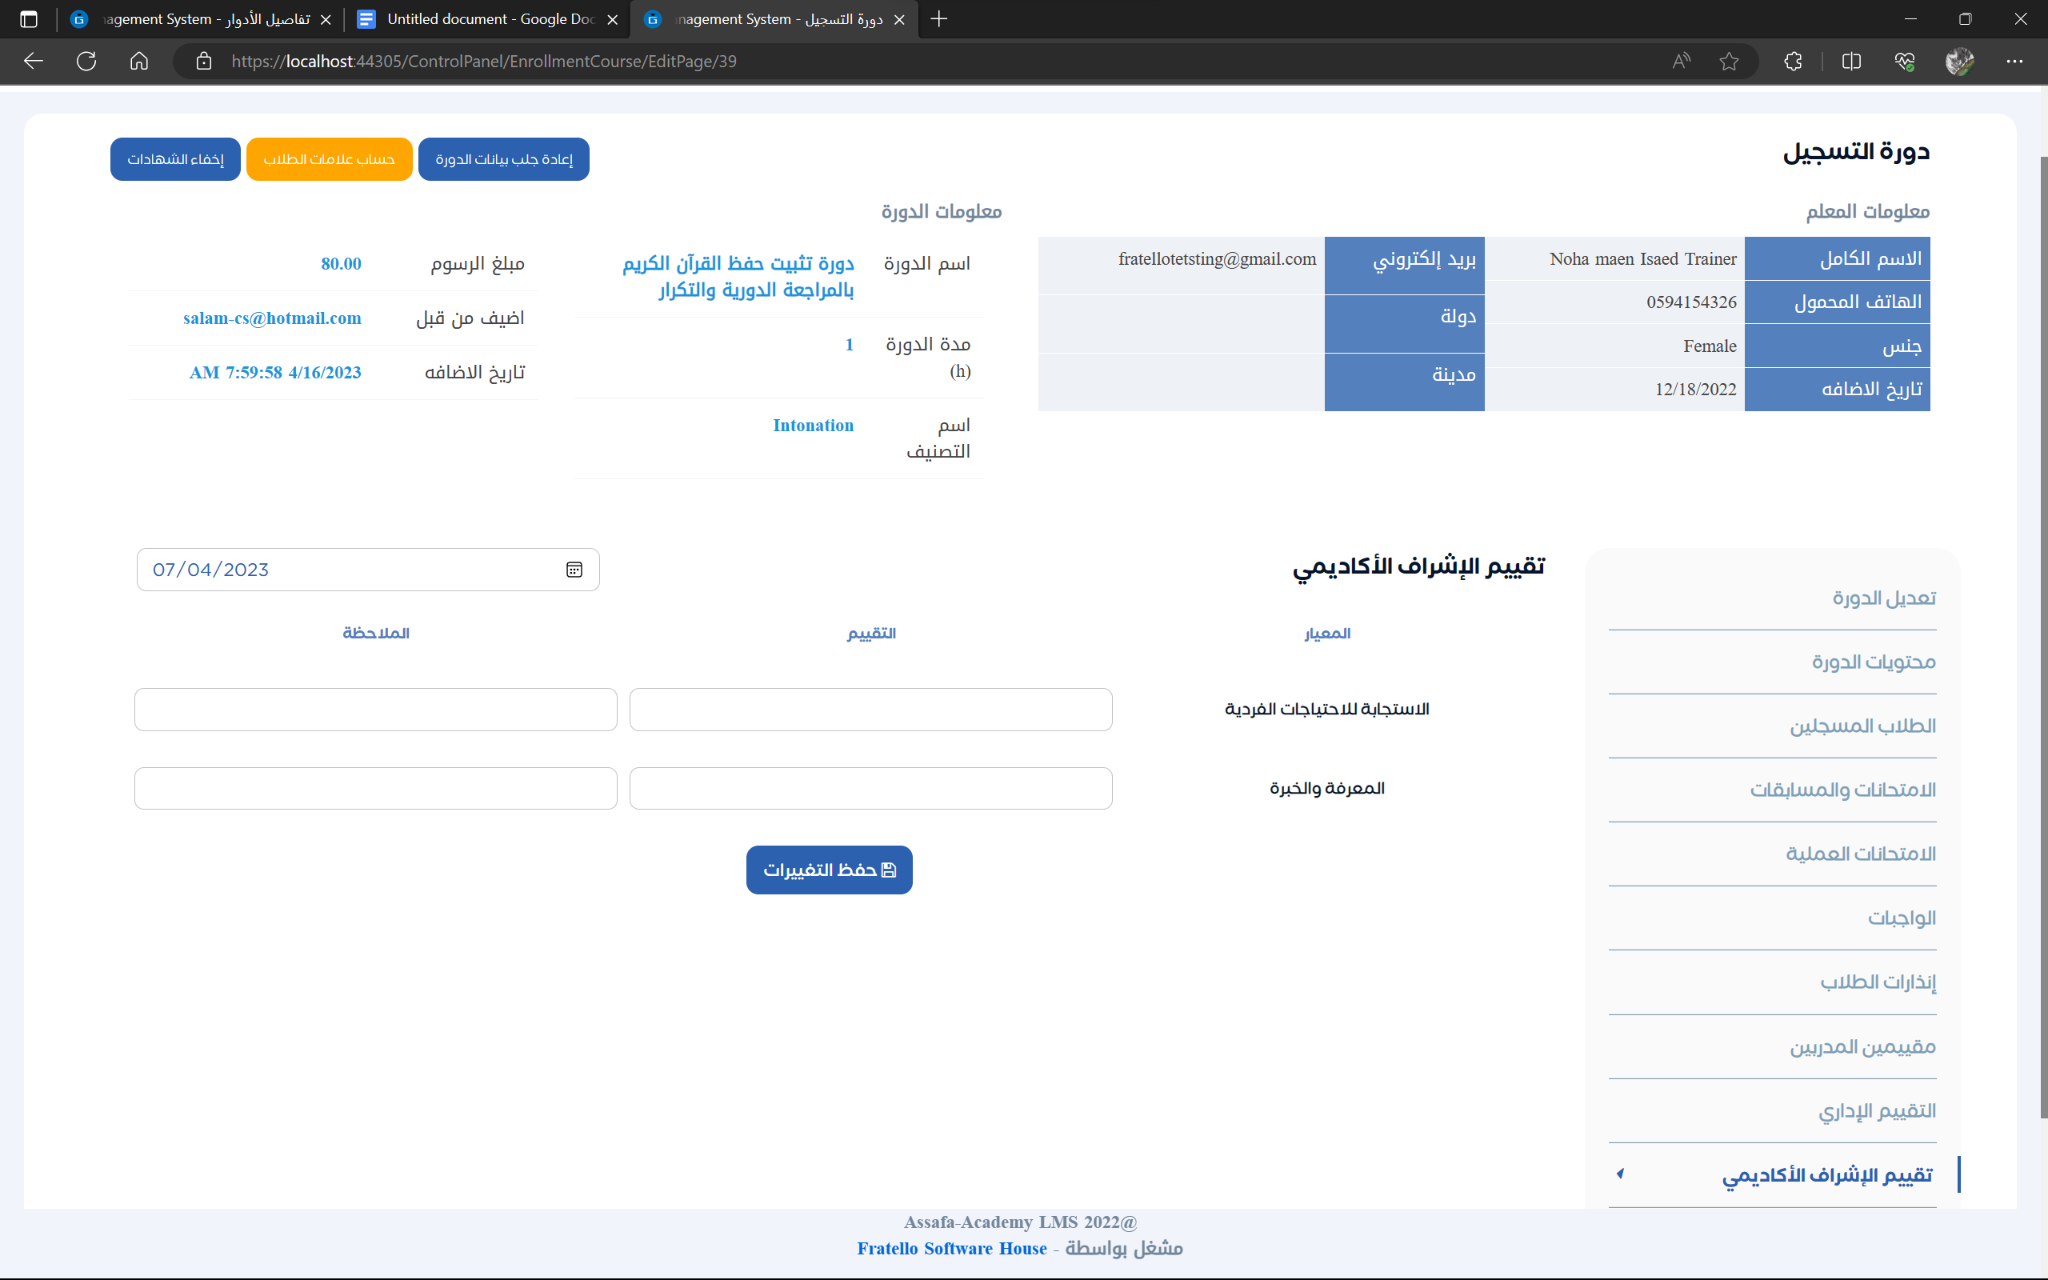 nagement System - تفاصيل الأدوار
Untitled document - Google Doc
nagement System - دورة التسجيل
https://localhost:44305/ControlPanel/EnrollmentCourse/EditPage/39
دورة التسجيل
إعادة جلب بيانات الدورة
حساب علامات الطلاب
إخفاء الشهادات
معلومات المعلم
الاسم الكامل Noha maen Isaed Trainer
الهاتف المحمول 0594154326
جنس Female
تاريخ الاضافه 12/18/2022
بريد إلكتروني fratellotetsting@gmail.com
دولة
مدينة
معلومات الدورة
اسم الدورة دورة تثبيت حفظ القرآن الكريم
بالمراجعة الدورية والتكرار
مدة الدورة 1
(h)
اسم Intonation
التصنيف
مبلغ الرسوم 80.00
اضيف من قبل salam-cs@hotmail.com
تاريخ الاضافه AM 7:59:58 4/16/2023
تعديل الدورة
محتويات الدورة
الطلاب المسجلين
الامتحانات والمسابقات
الامتحانات العملية
الواجبات
إنذارات الطلاب
مقييمين المدربين
التقييم الإداري
تقييم الإشراف الأكاديمي
تقييم الإشراف الأكاديمي
07/04/2023
المعيار التقييم الملاحظة
الاستجابة للاحتياجات الفردية
المعرفة والخبرة
حفظ التغييرات
Assafa-Academy LMS 2022@
مشغل بواسطة - Fratello Software House